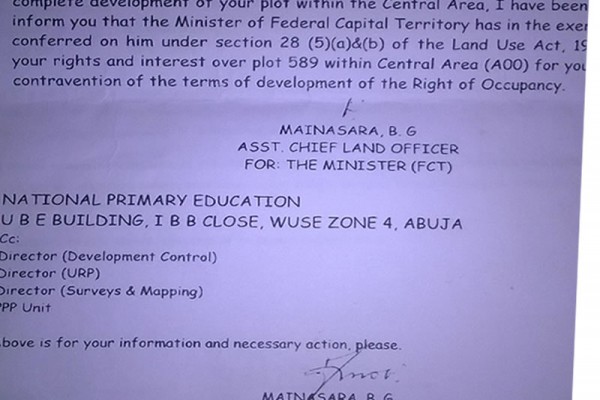 complete development of your plot within the Central Area, I have been
inform you that the Minister of Federal Capital Territory has in the
conferred on him under section 28 (5)(a)&(b) of the Land Use Act, 19
your rights and interest over plot 589 within Central Area (A00) for
contravention of the terms of development of the Right of Occupancy.
MAINASARA, B. G
ASST. CHIEF LAND OFFICER
FOR: THE MINISTER (FCT)
NATIONAL PRIMARY EDUCATION
U B E BUILDING, I B B CLOSE, WUSE ZONE 4, ABUJA
Cc:
Director (Development Control)
Director (URP)
Director (Surveys & Mapping)
PPP Unit
bove is for your information and necessary action, please.
MAINASARA, B. G